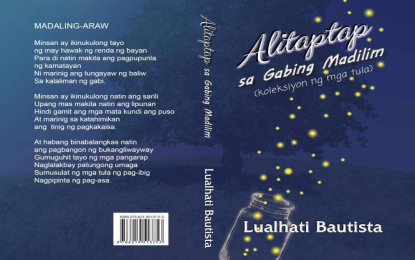 MADALING-ARAW
Minsan ay ikinukulong tayo
ng may hawak ng renda ng bayan
Para di natin makita ang pagpupunla
ng kamatayan
Ni marinig ang tungayaw ng baliw
Sa kalaliman ng gabi.
Minsan ay ikinukulong natin ang sarili
Upang mas makita natin ang lipunan
Hindi gamit ang mga mata kundi ang puso
At marinig sa katahimikan
ang tinig ng pagkakaisa.
At habang binabalangkas natin
ang pagbangon ng bukangliwayway
Gumuguhit tayo ng mga pangarap
Naglalakbay patungong umaga
Sumusulat ng mga tula ng pag-ibig
Nagpipinta ng pag-asa.
Alitaptap
sa Gabing Madilim
Lualhati Bautista
Alitaptap
sa Gabing Madilim
(Koleksiyon ng mga tula)
Lualhati Bautista